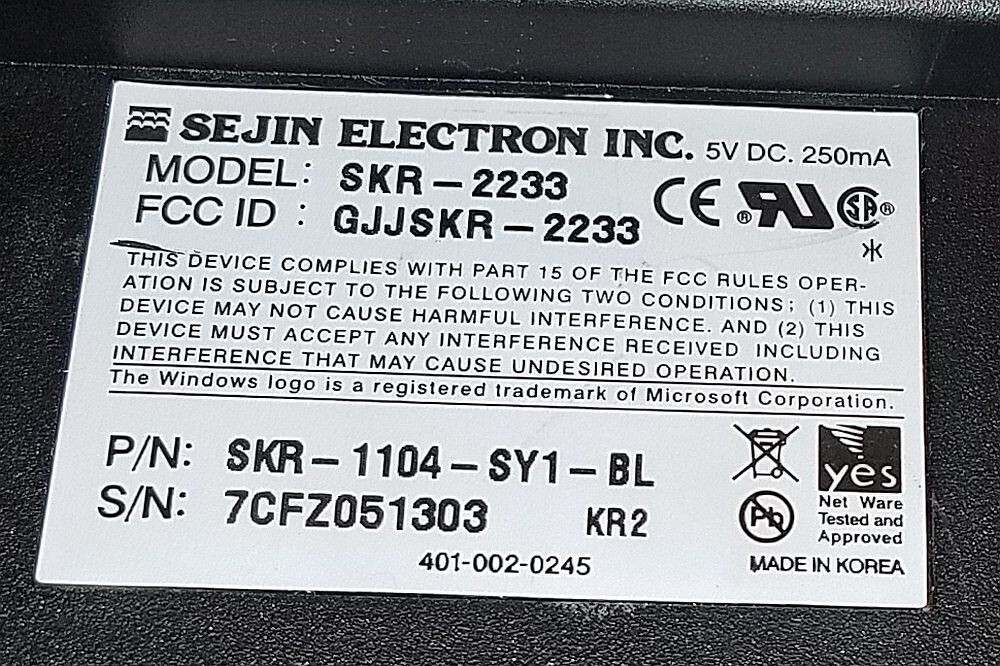 SEJIN ELECTRON INC. 5V DC. 250mA
MODEL: SKR-2233
FCC ID : GJJSKR-2233
CE ® RU SA ®
THIS DEVICE COMPLIES WITH PART 15 OF THE FCC RULES OPER-
ATION IS SUBJECT TO THE FOLLOWING TWO CONDITIONS; (1) THIS
DEVICE MAY NOT CAUSE HARMFUL INTERFERENCE. AND (2) THIS
DEVICE MUST ACCEPT ANY INTERFERENCE RECEIVED INCLUDING
INTERFERENCE THAT MAY CAUSE UNDESIRED OPERATION.
The Windows logo is a registered trademark of Microsoft Corporation.
P/N: SKR-1104-SY1-BL
S/N: 7CFZ051303 KR2
401-002-0245
Pb
yes
Net Ware
Tested and
Approved
MADE IN KOREA